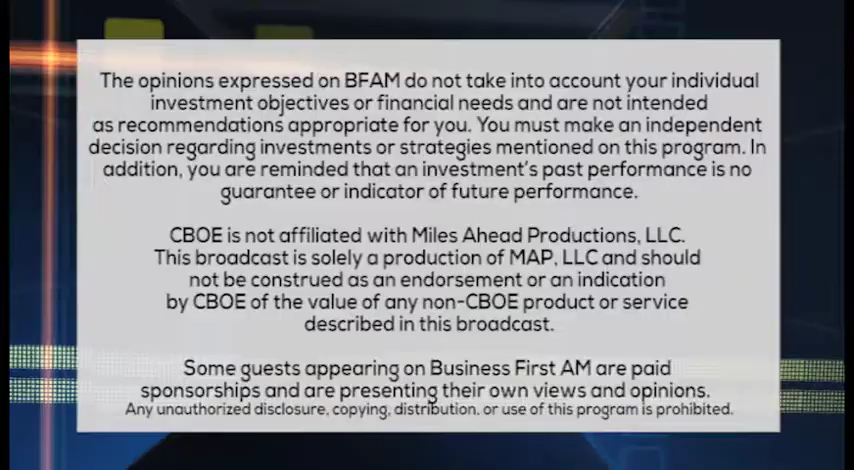 The opinions expressed on BFAM do not take into account your individual
investment objectives or financial needs and are not intended
as recommendations appropriate for you. You must make an independent
decision regarding investments or strategies mentioned on this program. In
addition, you are reminded that an investment's past performance is no
guarantee or indicator of future performance.
CBOE is not affiliated with Miles Ahead Productions, LLC.
This broadcast is solely a production of MAP, LLC and should
not be construed as an endorsement or an indication
by CBOE of the value of any non-CBOE product or service
described in this broadcast.
Some guests appearing on Business First AM are paid
sponsorships and are presenting their own views and opinions.
Any unauthorized disclosure, copying, distribution, or use of this program is prohibited.